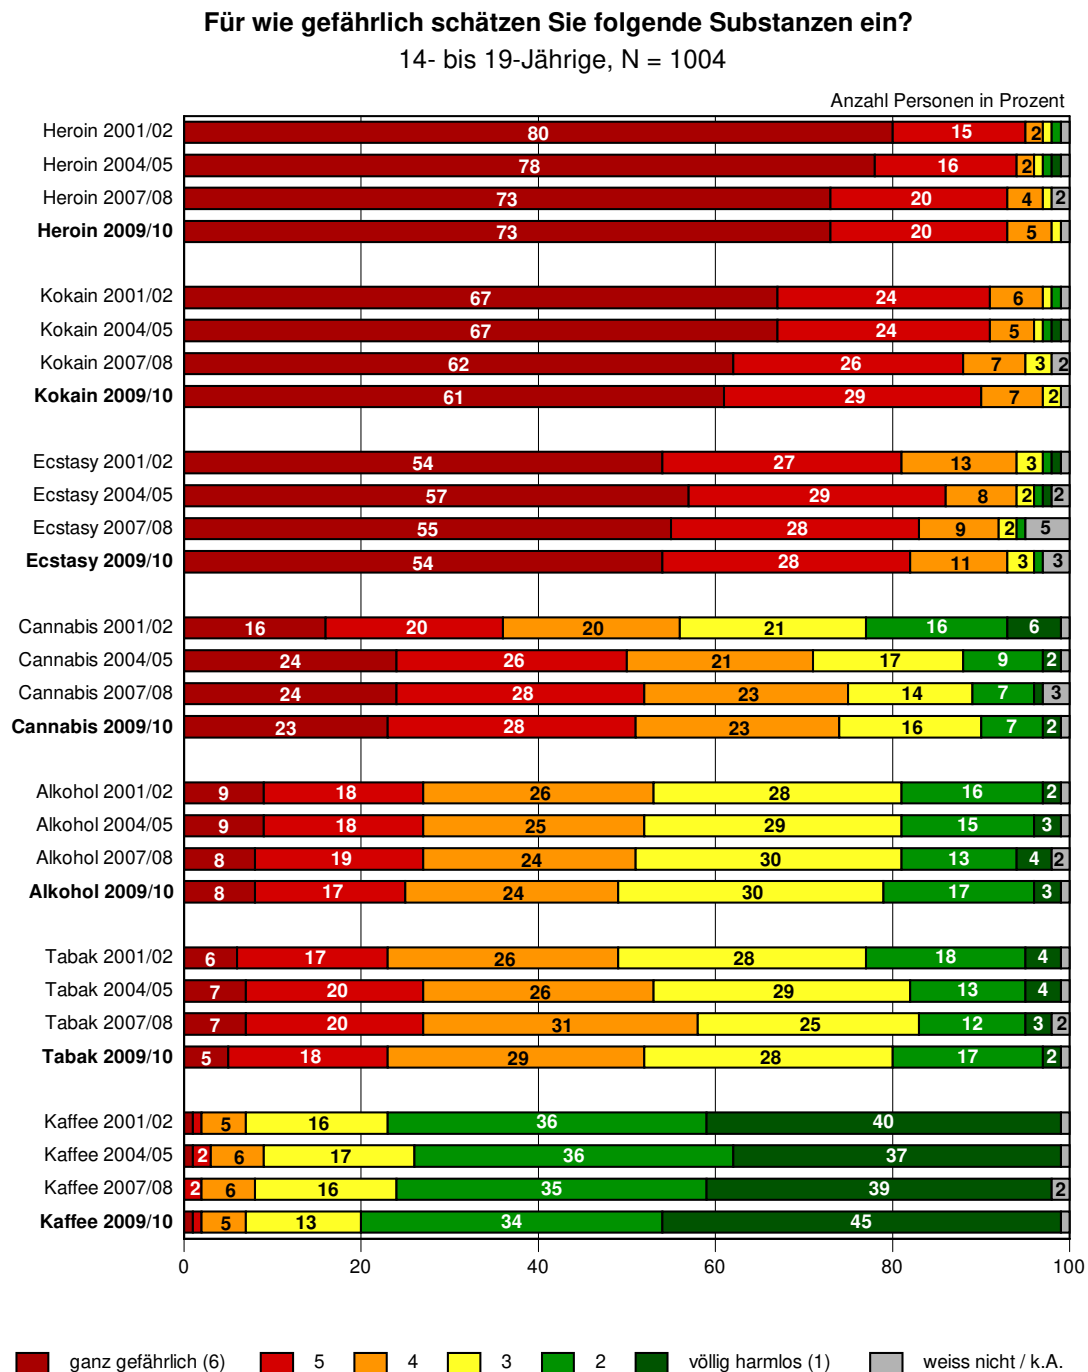 Für wie gefährlich schätzen Sie folgende Substanzen ein?
14- bis 19-Jährige, N = 1004
Anzahl Personen in Prozent
Heroin 2001/02 80 15 2
Heroin 2004/05 78 16 2
Heroin 2007/08 73 20 4 2
Heroin 2009/10 73 20 5
Kokain 2001/02 67 24 6
Kokain 2004/05 67 24 5
Kokain 2007/08 62 26 7 3 2
Kokain 2009/10 61 29 7 2
Ecstasy 2001/02 54 27 13 3
Ecstasy 2004/05 57 29 8 2 2
Ecstasy 2007/08 55 28 9 2 5
Ecstasy 2009/10 54 28 11 3 3
Cannabis 2001/02 16 20 20 21 16 6
Cannabis 2004/05 24 26 21 17 9 2
Cannabis 2007/08 24 28 23 14 7 3
Cannabis 2009/10 23 28 23 16 7 2
Alkohol 2001/02 9 18 26 28 16 2
Alkohol 2004/05 9 18 25 29 15 3
Alkohol 2007/08 8 19 24 30 13 4 2
Alkohol 2009/10 8 17 24 30 17 3
Tabak 2001/02 6 17 26 28 18 4
Tabak 2004/05 7 20 26 29 13 4
Tabak 2007/08 7 20 31 25 12 3 2
Tabak 2009/10 5 18 29 28 17 2
Kaffee 2001/02 5 16 36 40
Kaffee 2004/05 2 6 17 36 37
Kaffee 2007/08 2 6 16 35 39 2
Kaffee 2009/10 5 13 34 45
0 20 40 60 80 100
ganz gefährlich (6) 5 4 3 2 völlig harmlos (1) weiss nicht / k.A.